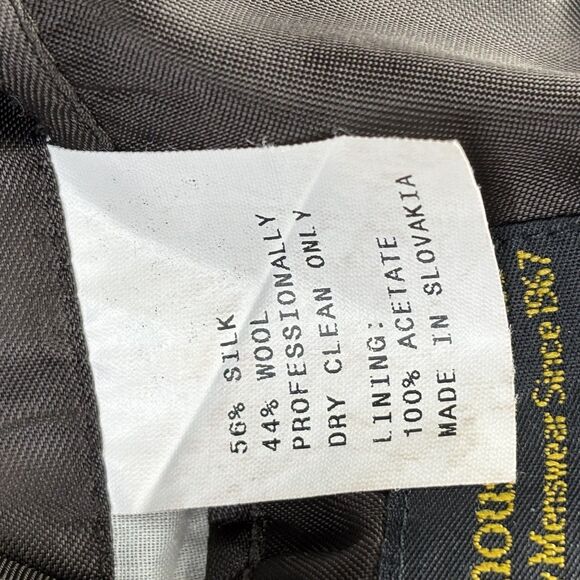 56% SILK
44% WOOL
PROFESSIONALLY
DRY CLEAN ONLY
LINING:
100% ACETATE
MADE IN SLOVAKIA
Menswear Since 1967